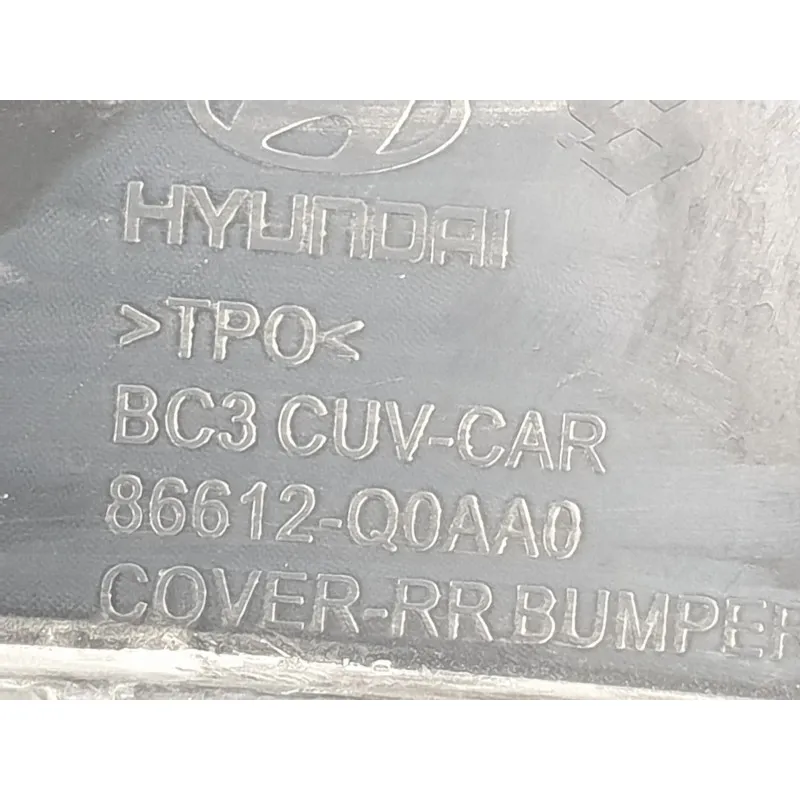 HYUNDAI
>TPO<
BC3 CUV-CAR
86612-Q0AA0
COVER-RR BUMPER